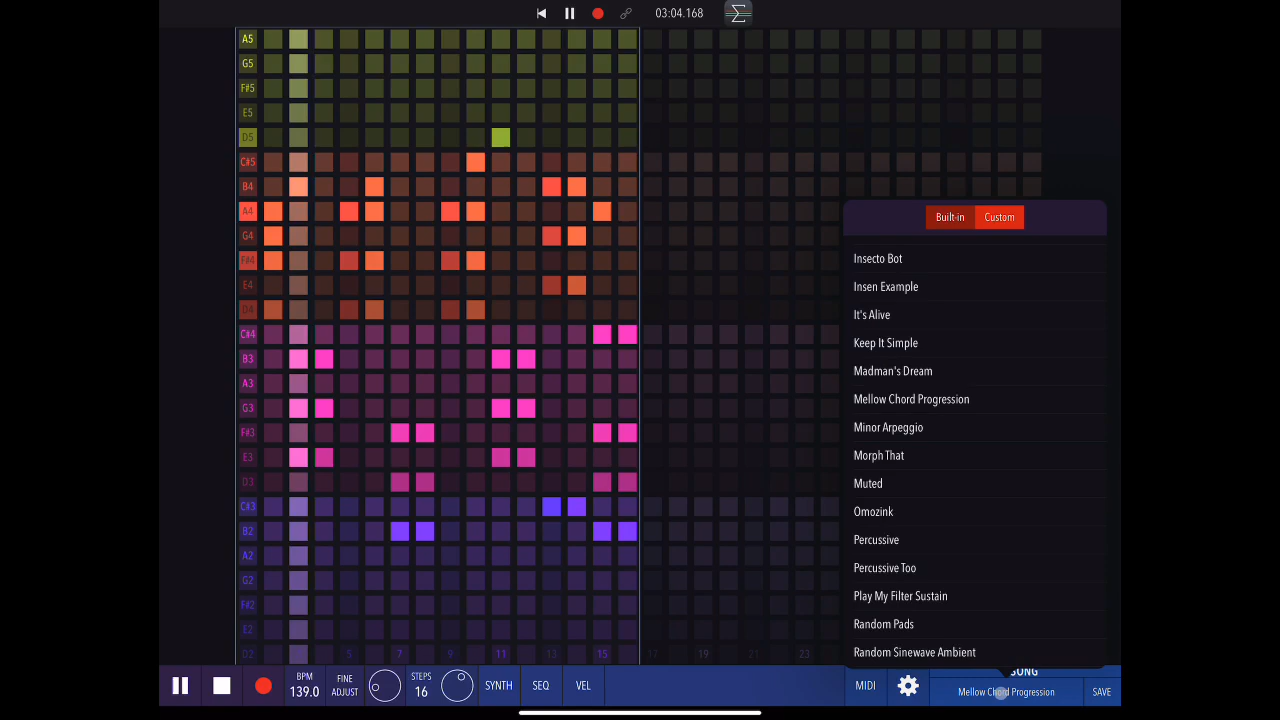 03:04.168
A5
G5
F#5
E5
D5
C#5
B4
A4
G4
F#4
E4
D4
C#4
B3
A3
G3
F#3
E3
D3
C#3
B2
A2
G2
F#2
E2
D2 5 7 9 11 13 15 17 19 21 23
Built-in Custom
Insecto Bot
Insen Example
It's Alive
Keep It Simple
Madman's Dream
Mellow Chord Progression
Minor Arpeggio
Morph That
Muted
Omozink
Percussive
Percussive Too
Play My Filter Sustain
Random Pads
Random Sinewave Ambient
BPM
139.0
FINE
ADJUST
STEPS
16
SYNTH
SEQ
VEL
MIDI
SONG
Mellow Chord Progression
SAVE